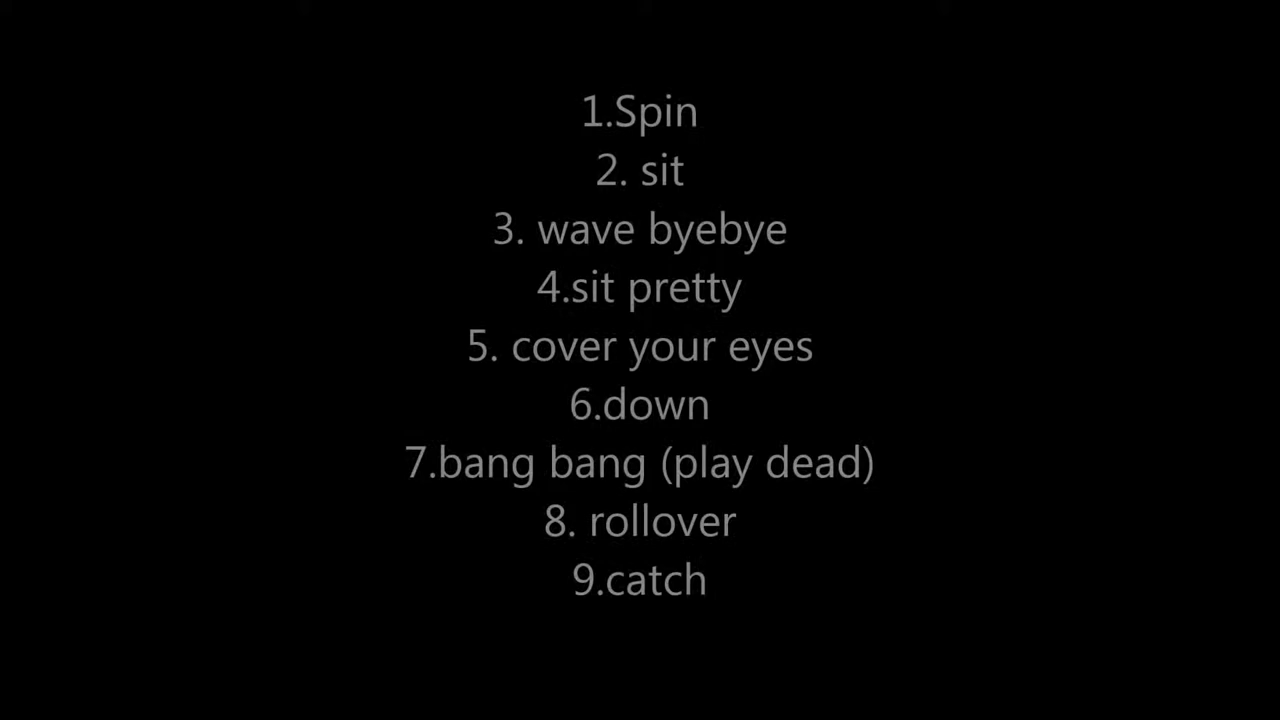 1.Spin
2. sit
3. wave byebye
4.sit pretty
5. cover your eyes
6.down
7.bang bang (play dead)
8. rollover
9.catch